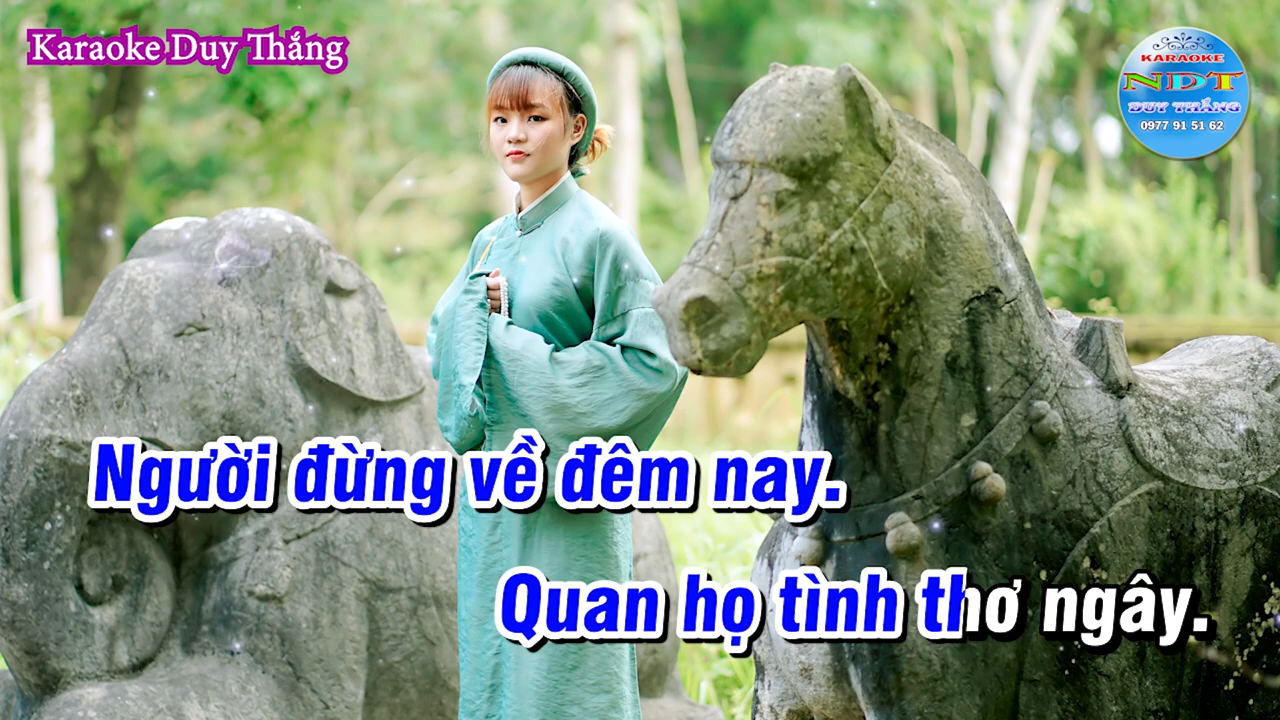 Karaoke Duy Thắng
KARAOKE
NDT
DUY THẮNG
0977 91 51 62
Người đừng về đêm nay.
Quan họ tình thơ ngây.